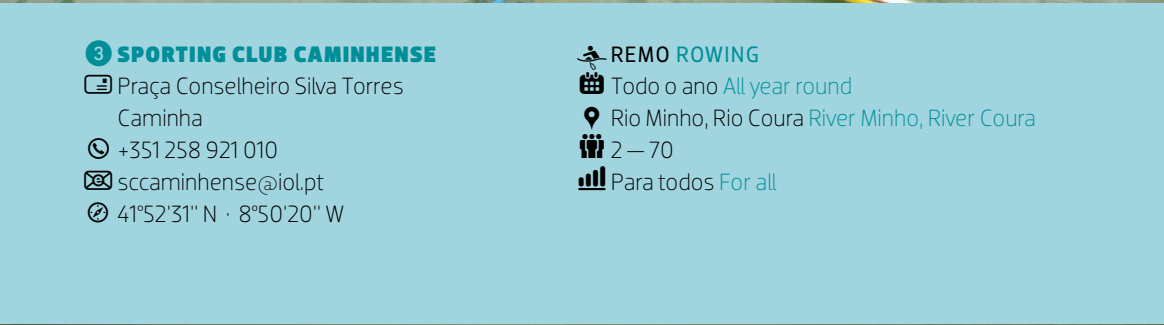 3 SPORTING CLUB CAMINHENSE
Praça Conselheiro Silva Torres
Caminha
+351 258 921 010
sccaminhense@iol.pt
41°52'31'' N · 8°50'20'' W
REMO ROWING
Todo o ano All year round
Rio Minho, Rio Coura River Minho, River Coura
2 — 70
Para todos For all